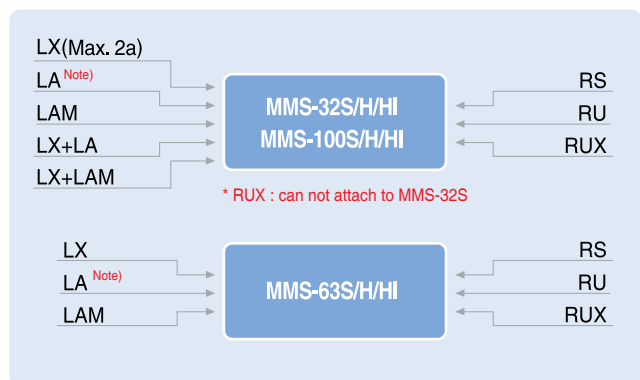 LX(Max. 2a)
LA Note)
LAM
LX+LA
LX+LAM
MMS-32S/H/HI
MMS-100S/H/HI
RS
RU
RUX
* RUX : can not attach to MMS-32S
LX
LA Note)
LAM
MMS-63S/H/HI
RS
RU
RUX